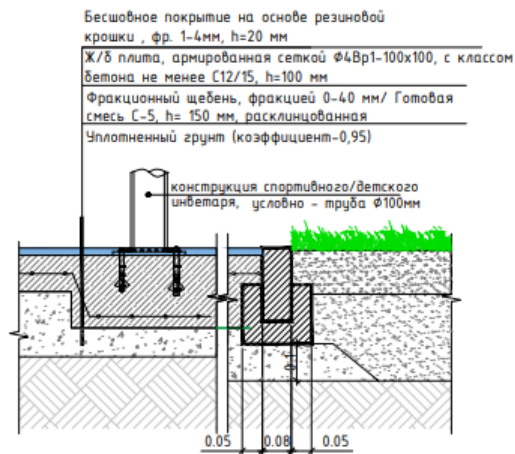 Бесшовное покрытие на основе резиновой
крошки , фр. 1-4мм, h=20 мм
Ж/б плита, армированная сеткой Ф4Вр1-100х100, с классом
бетона не менее С12/15, h=100 мм
Фракционный щебень, фракцией 0-40 мм/ Готовая
смесь С-5, h= 150 мм, расклинцованная
Уплотненный грунт (коэффициент-0,95)
конструкция спортивного/детского
инветаря, условно - труба Ф100мм
0.05 0.08 0.05